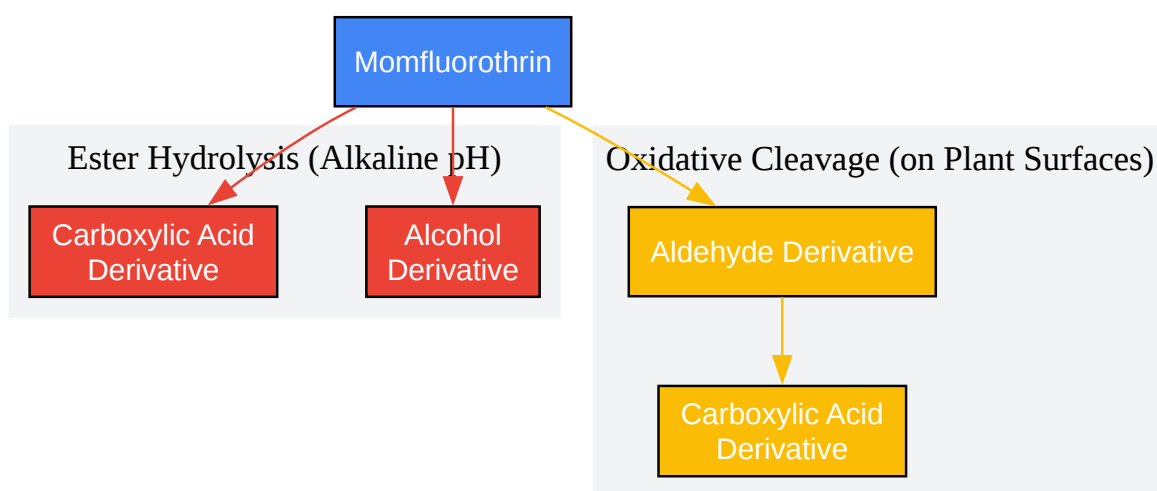 Momfluorothrin
Ester Hydrolysis (Alkaline pH)
Carboxylic Acid
Derivative
Alcohol
Derivative
Oxidative Cleavage (on Plant Surfaces)
Aldehyde Derivative
Carboxylic Acid
Derivative